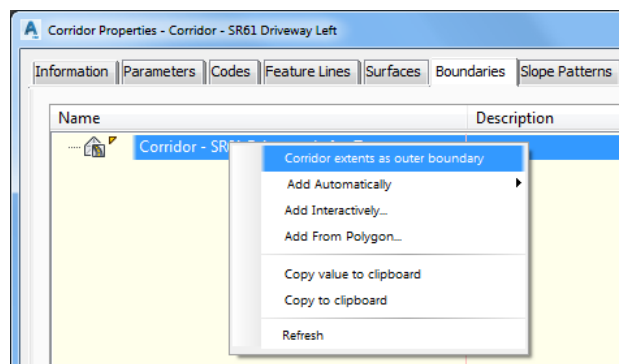 Corridor Properties - Corridor - SR61 Driveway Left
Information Parameters Codes Feature Lines Surfaces Boundaries Slope Patterns
Name Description
Corridor - SR
Corridor extents as outer boundary
Add Automatically
Add Interactively...
Add From Polygon...
Copy value to clipboard
Copy to clipboard
Refresh